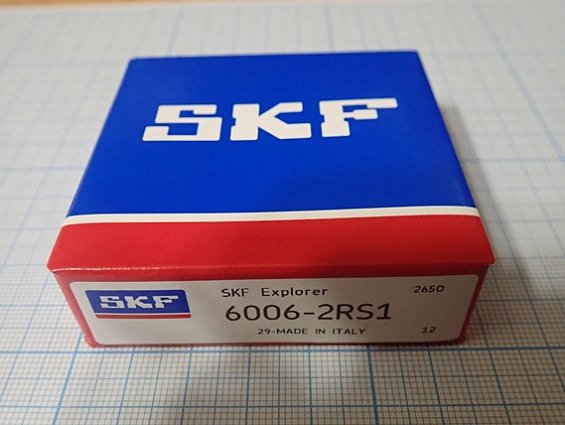 SKF
SKF
SKF Explorer 2650
6006-2RS1
29-MADE IN ITALY 12